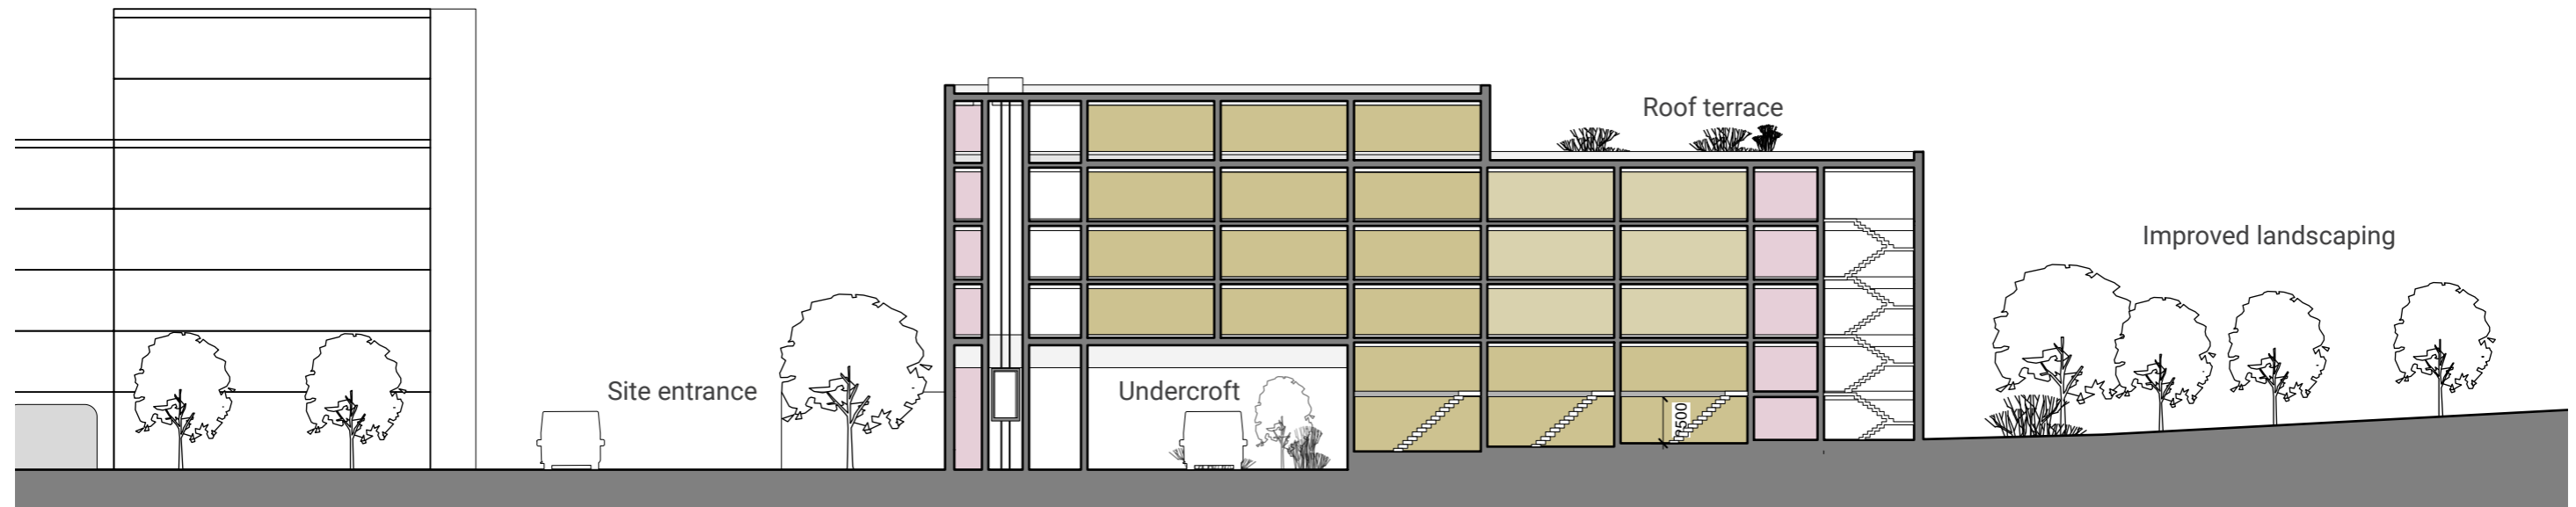 Roof terrace
Improved landscaping
Site entrance
Undercroft
2500